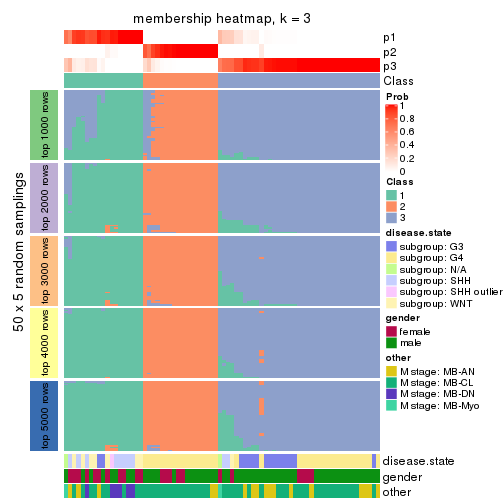 membership heatmap, k = 3
p1
p2
p3
Class
50 x 5 random samplings
top 1000 rows
top 2000 rows
top 3000 rows
top 4000 rows
top 5000 rows
Prob
1
0.8
0.6
0.4
0.2
0
Class
1
2
3
disease.state
subgroup: G3
subgroup: G4
subgroup: N/A
subgroup: SHH
subgroup: SHH outlier
subgroup: WNT
gender
female
male
other
M stage: MB-AN
M stage: MB-CL
M stage: MB-DN
M stage: MB-Myo
disease.state
gender
other